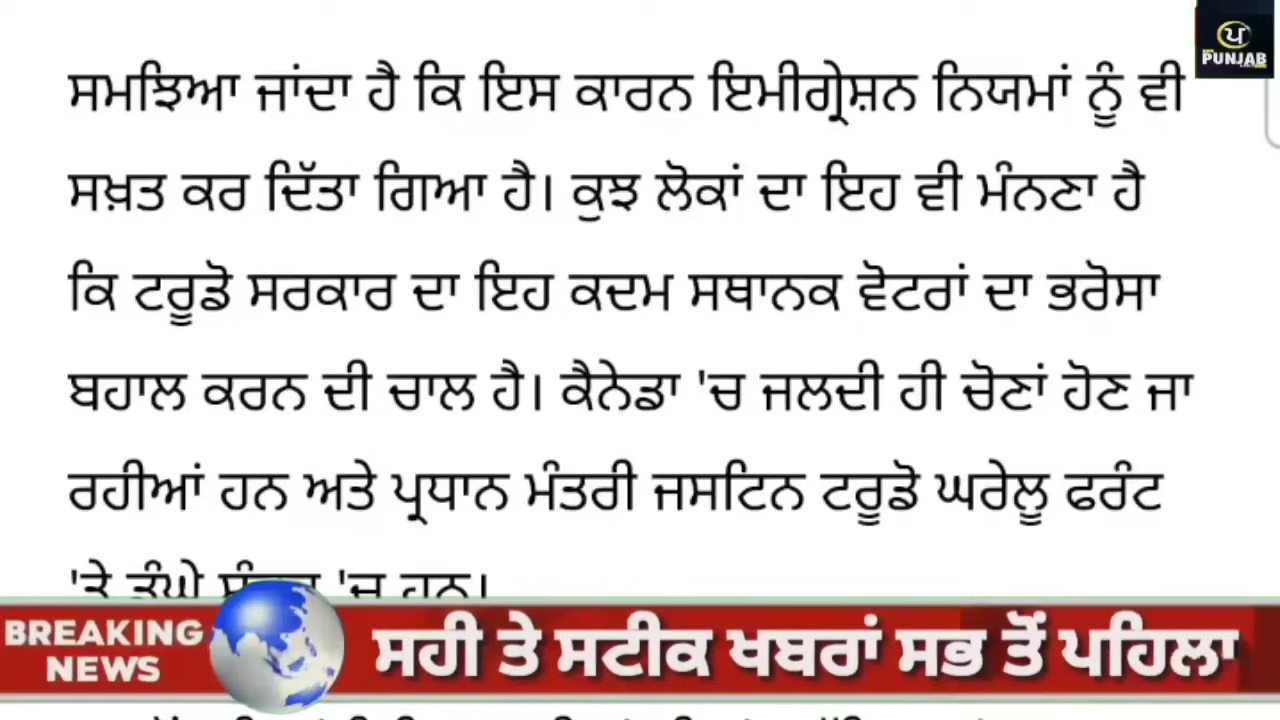 ਪ
PUNJAB
ਸਮਝਿਆ ਜਾਂਦਾ ਹੈ ਕਿ ਇਸ ਕਾਰਨ ਇਮੀਗ੍ਰੇਸ਼ਨ ਨਿਯਮਾਂ ਨੂੰ ਵੀ
ਸਖ਼ਤ ਕਰ ਦਿੱਤਾ ਗਿਆ ਹੈ। ਕੁਝ ਲੋਕਾਂ ਦਾ ਇਹ ਵੀ ਮੰਨਣਾ ਹੈ
ਕਿ ਟਰੂਡੋ ਸਰਕਾਰ ਦਾ ਇਹ ਕਦਮ ਸਥਾਨਕ ਵੋਟਰਾਂ ਦਾ ਭਰੋਸਾ
ਬਹਾਲ ਕਰਨ ਦੀ ਚਾਲ ਹੈ। ਕੈਨੇਡਾ 'ਚ ਜਲਦੀ ਹੀ ਚੋਣਾਂ ਹੋਣ ਜਾ
ਰਹੀਆਂ ਹਨ ਅਤੇ ਪ੍ਰਧਾਨ ਮੰਤਰੀ ਜਸਟਿਨ ਟਰੂਡੋ ਘਰੇਲੂ ਫਰੰਟ
'ਤੇ 'ਚ ਹਨ।
BREAKING
NEWS
ਸਹੀ ਤੇ ਸਟੀਕ ਖਬਰਾਂ ਸਭ ਤੋਂ ਪਹਿਲਾ